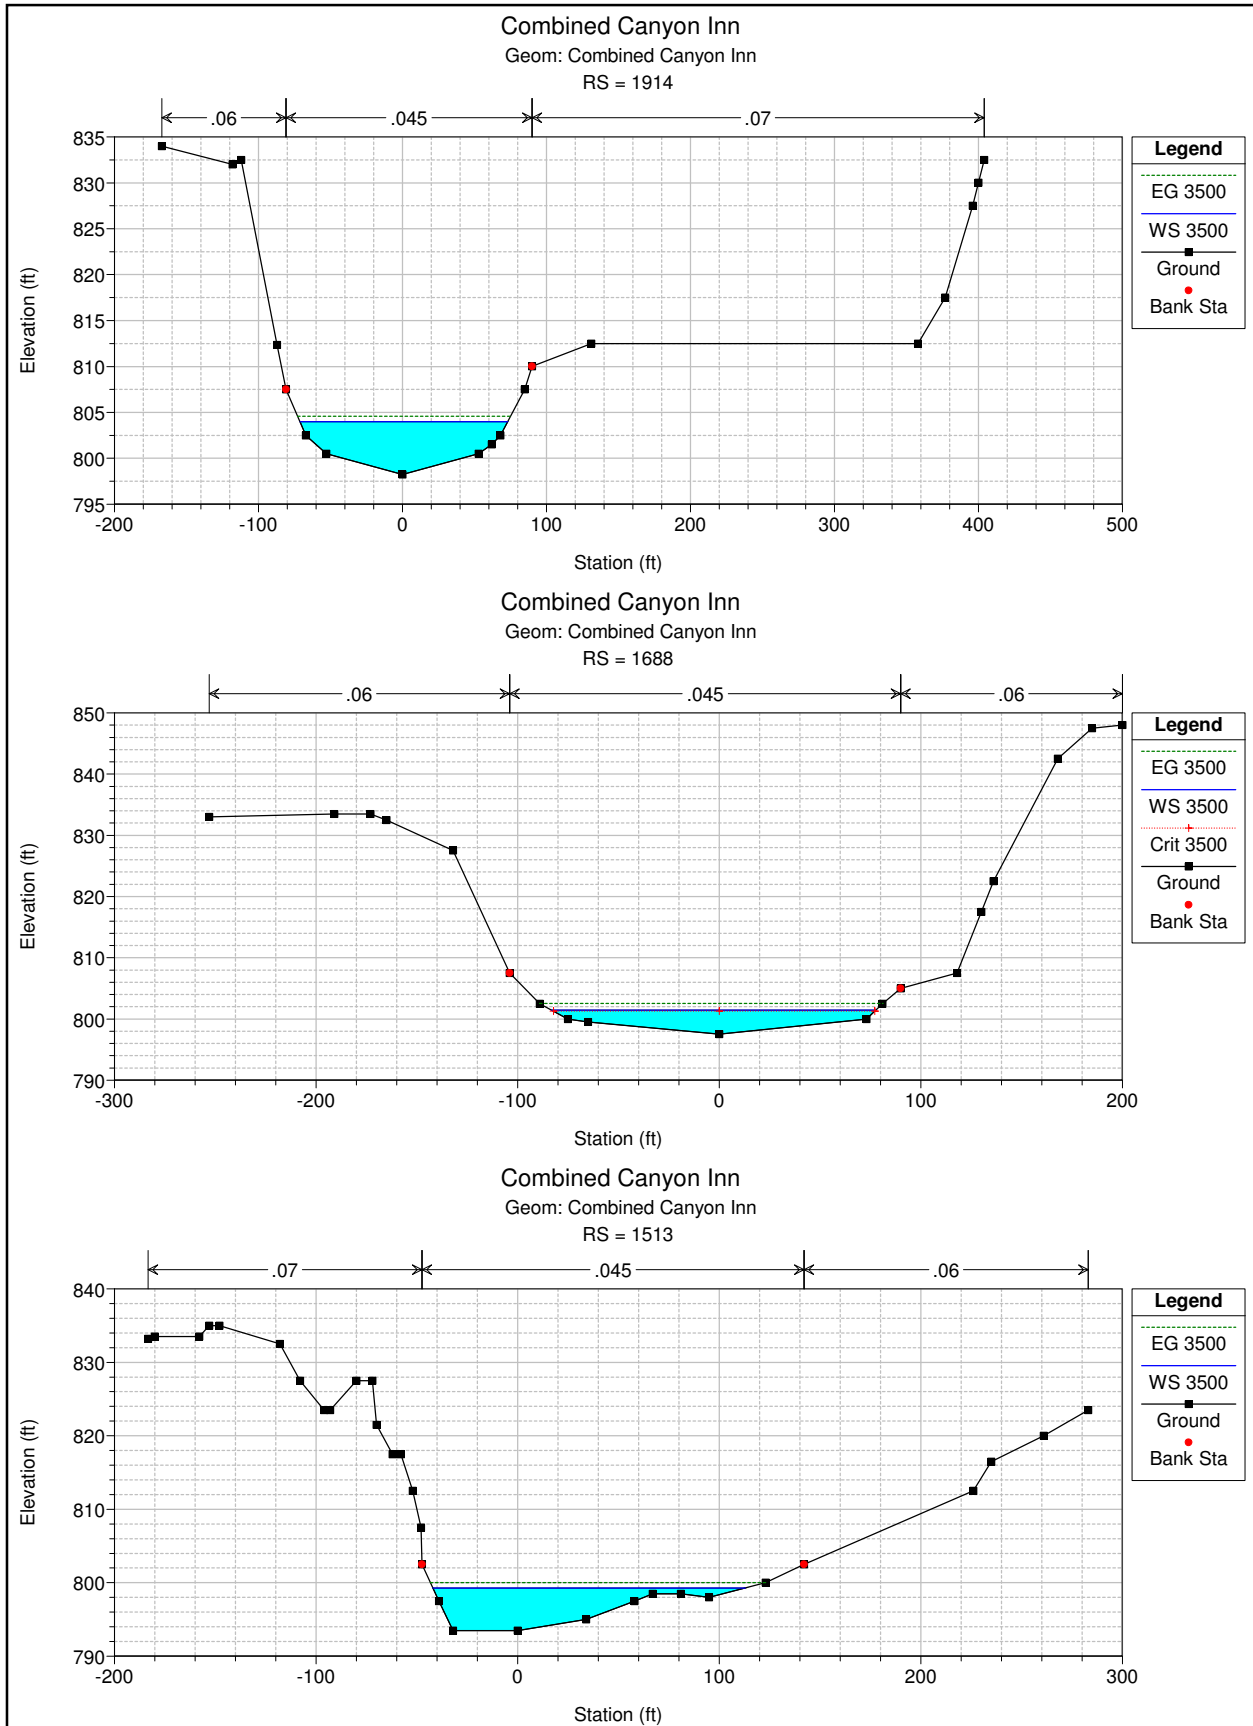 Combined Canyon Inn
Geom: Combined Canyon Inn
RS = 1914
.06 .045 .07
835
830
825
820
815
810
805
800
795
Elevation (ft)
-200 -100 0 100 200 300 400 500
Station (ft)
Legend
EG 3500
WS 3500
Ground
Bank Sta
Combined Canyon Inn
Geom: Combined Canyon Inn
RS = 1688
.06 .045 .06
850
840
830
820
810
800
790
Elevation (ft)
-300 -200 -100 0 100 200
Station (ft)
Legend
EG 3500
WS 3500
Crit 3500
Ground
Bank Sta
Combined Canyon Inn
Geom: Combined Canyon Inn
RS = 1513
.07 .045 .06
840
830
820
810
800
790
Elevation (ft)
-200 -100 0 100 200 300
Station (ft)
Legend
EG 3500
WS 3500
Ground
Bank Sta